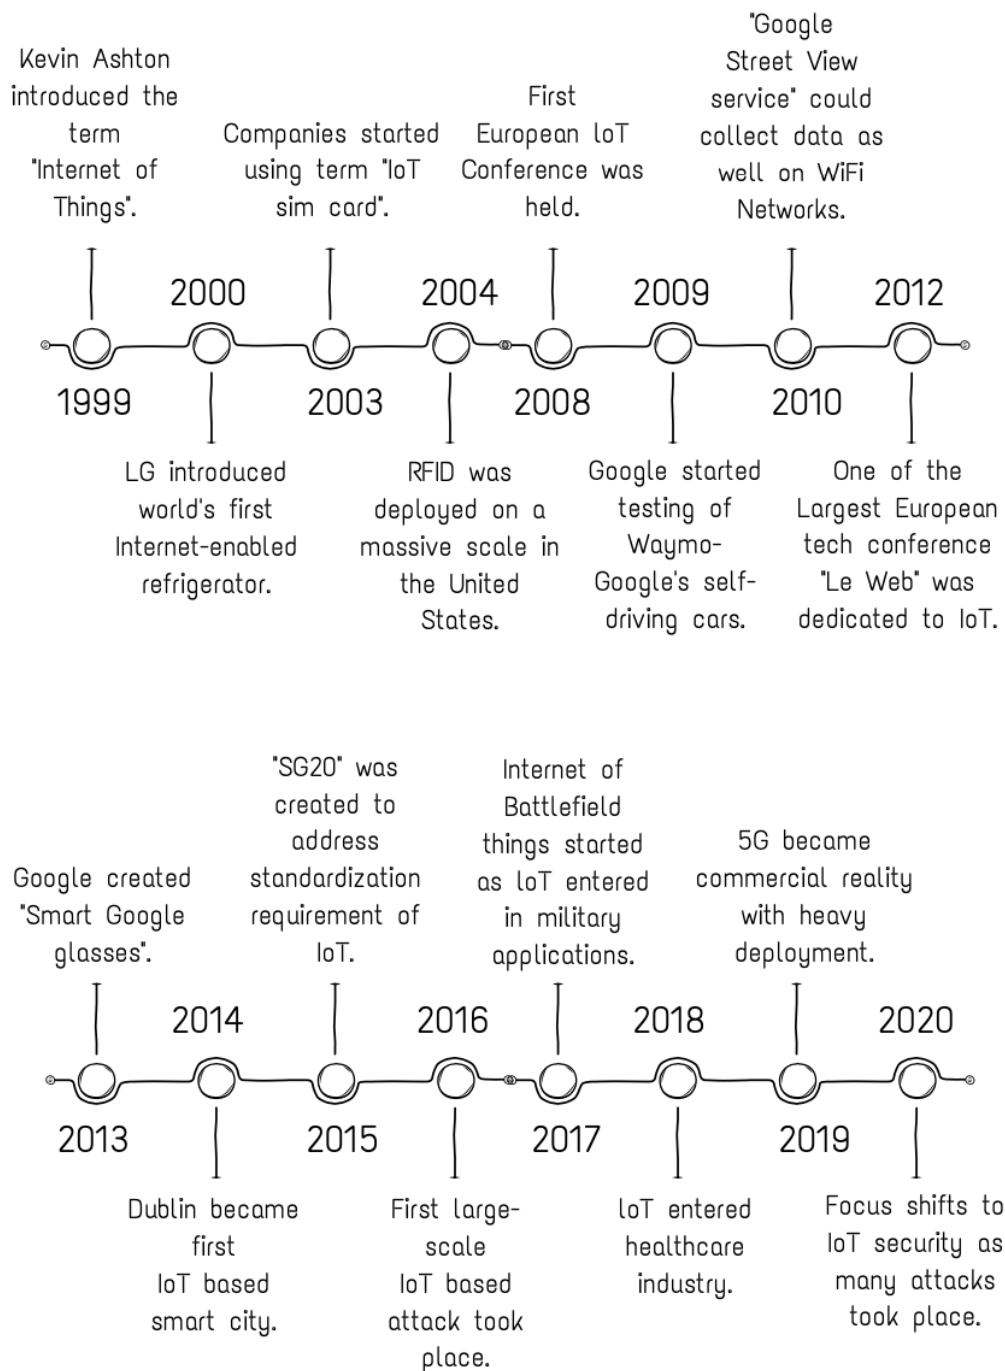 Kevin Ashton
introduced the
term
"Internet of
Things".
1999
2000
LG introduced
world's first
Internet-enabled
refrigerator.
Companies started
using term "IoT
sim card".
2003
2004
RFID was
deployed on a
massive scale in
the United
States.
First
European loT
Conference was
held.
2008
2009
Google started
testing of
Waymo-
Google's self-
driving cars.
"Google
Street View
service" could
collect data as
well on WiFi
Networks.
2010
2012
One of the
Largest European
tech conference
"Le Web" was
dedicated to IoT.
Google created
"Smart Google
glasses".
2013
2014
Dublin became
first
IoT based
smart city.
"SG20" was
created to
address
standardization
requirement of
IoT.
2015
2016
First large-
scale
IoT based
attack took
place.
Internet of
Battlefield
things started
as loT entered
in military
applications.
2017
2018
loT entered
healthcare
industry.
5G became
commercial reality
with heavy
deployment.
2019
2020
Focus shifts to
IoT security as
many attacks
took place.